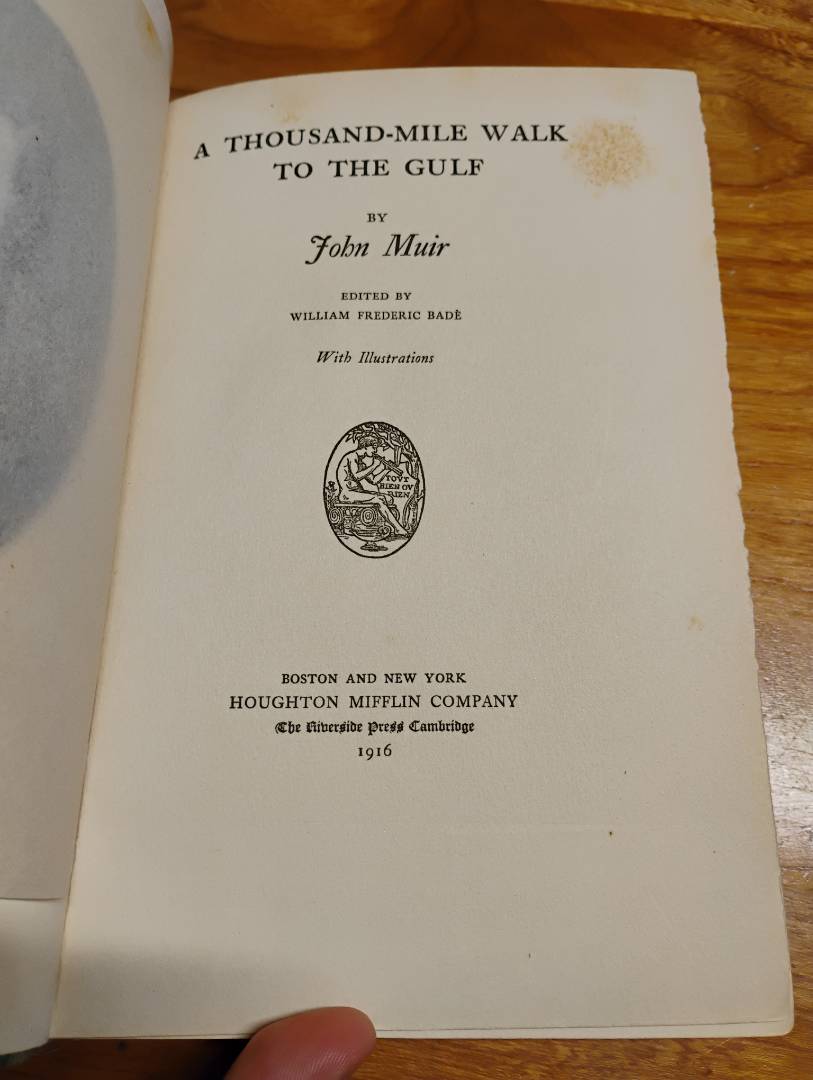 A THOUSAND-MILE WALK
TO THE GULF
BY
John Muir
EDITED BY
WILLIAM FREDERIC BADÈ
With Illustrations
TOVT
BIEN OV
RIEN
BOSTON AND NEW YORK
HOUGHTON MIFFLIN COMPANY
The Riverside Press Cambridge
1916